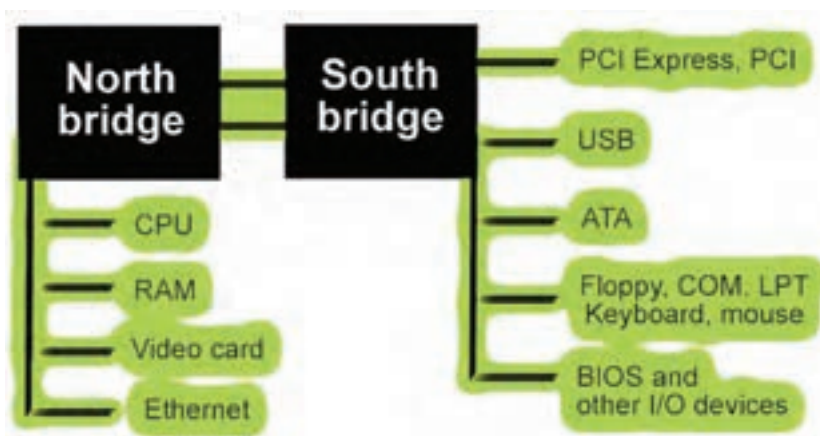 North
bridge
South
bridge
PCI Express, PCI
USB
ATA
Floppy, COM, LPT
Keyboard, mouse
BIOS and
other I/O devices
CPU
RAM
Video card
Ethernet